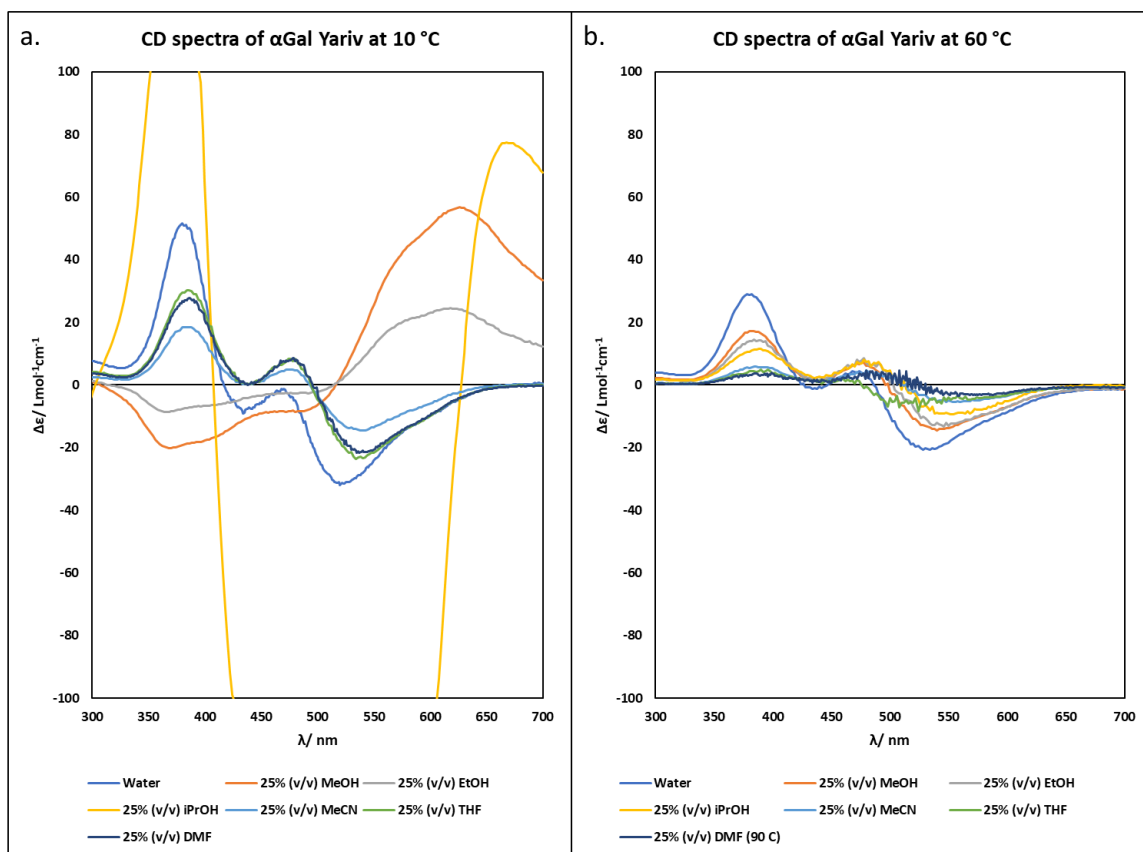 a.
CD spectra of αGal Yariv at 10 °C
100
80
60
40
20
0
-20
-40
-60
-80
-100
Δε/ Lmol⁻¹cm⁻¹
300 350 400 450 500 550 600 650 700
λ/ nm
Water 25% (v/v) MeOH 25% (v/v) EtOH
25% (v/v) iPrOH 25% (v/v) MeCN 25% (v/v) THF
25% (v/v) DMF
b.
CD spectra of αGal Yariv at 60 °C
100
80
60
40
20
0
-20
-40
-60
-80
-100
Δε/ Lmol⁻¹cm⁻¹
300 350 400 450 500 550 600 650 700
λ/ nm
Water 25% (v/v) MeOH 25% (v/v) EtOH
25% (v/v) iPrOH 25% (v/v) MeCN 25% (v/v) THF
25% (v/v) DMF (90 C)